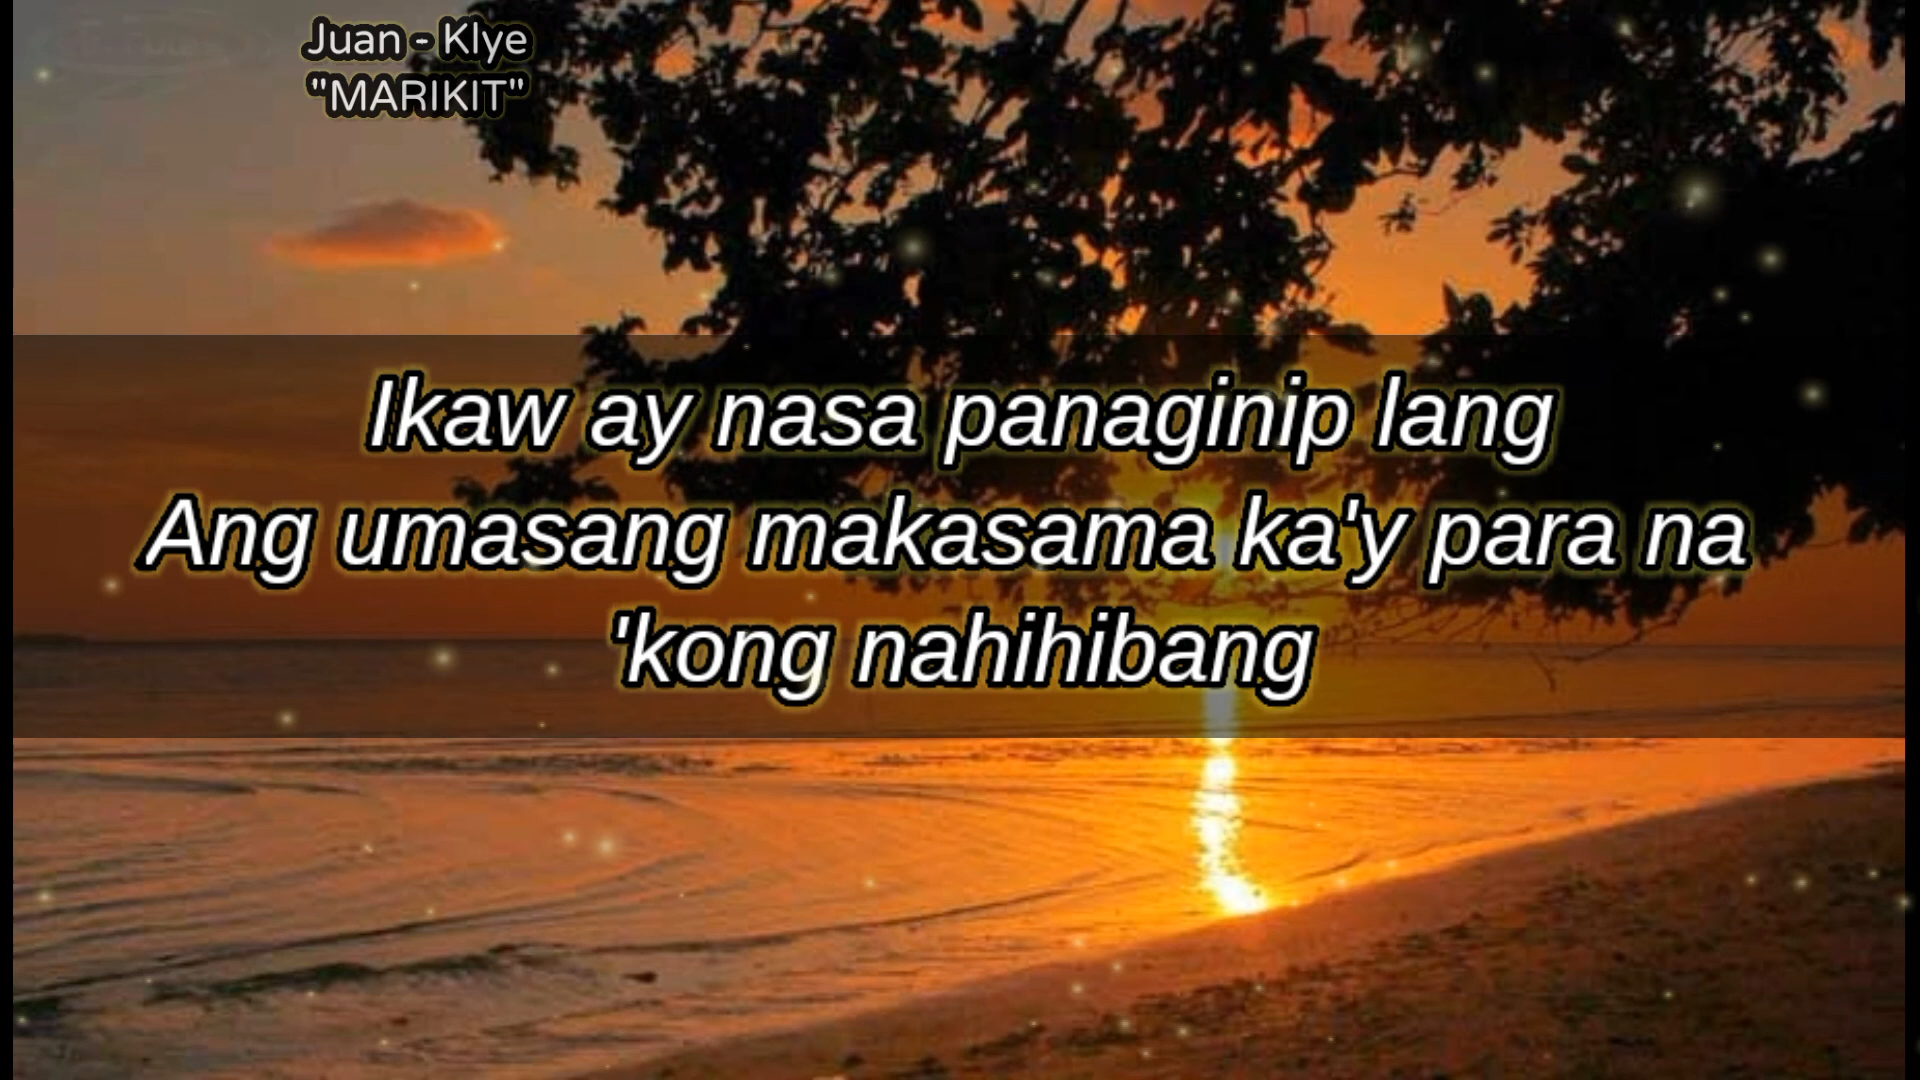 Juan - Klye
"MARIKIT"
Ikaw ay nasa panaginip lang
Ang umasang makasama ka'y para na
'kong nahihibang